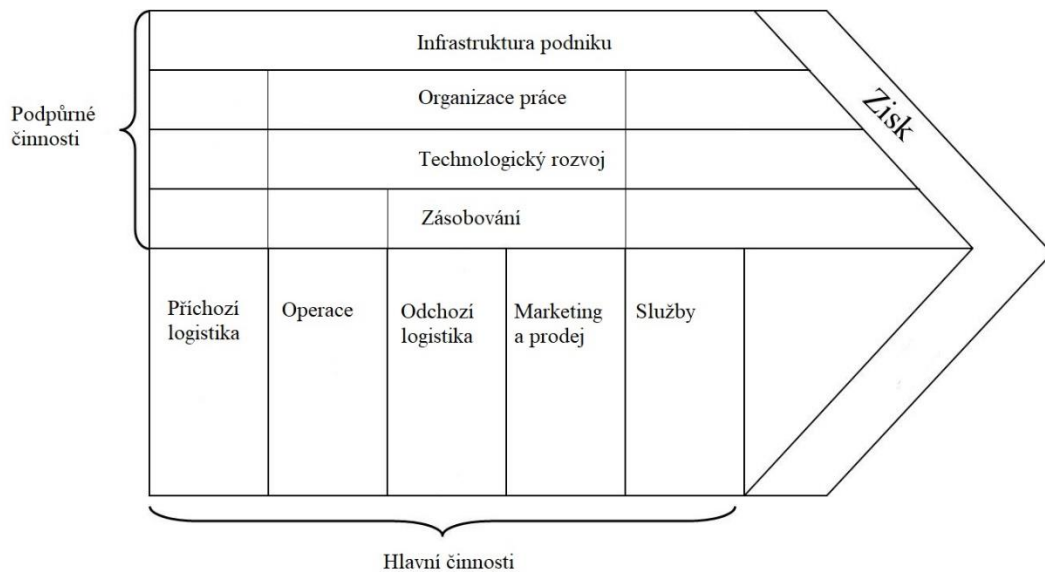 Infrastruktura podniku
Zisk
Organizace práce
Podpůrné
činnosti
Technologický rozvoj
Zásobování
Příchozí
logistika
Operace
Odchozí
logistika
Marketing
a prodej
Služby
Hlavní činnosti